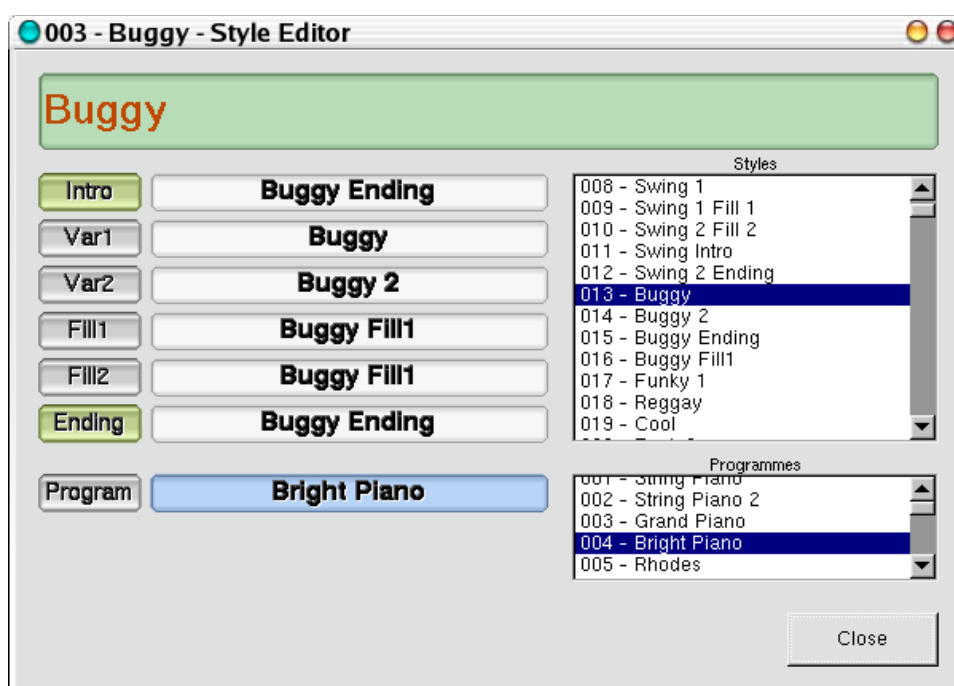 003 - Buggy - Style Editor
Buggy
Intro
Buggy Ending
Var1
Buggy
Var2
Buggy 2
Fill1
Buggy Fill1
Fill2
Buggy Fill1
Ending
Buggy Ending
Program
Bright Piano
Styles
008 - Swing 1
009 - Swing 1 Fill 1
010 - Swing 2 Fill 2
011 - Swing Intro
012 - Swing 2 Ending
013 - Buggy
014 - Buggy 2
015 - Buggy Ending
016 - Buggy Fill1
017 - Funky 1
018 - Reggay
019 - Cool
Programmes
001 - String Piano
002 - String Piano 2
003 - Grand Piano
004 - Bright Piano
005 - Rhodes
Close